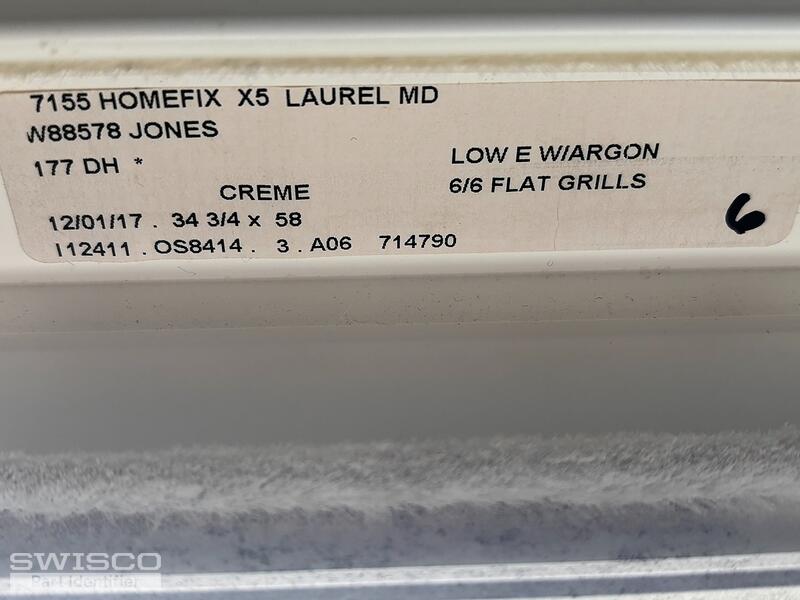 7155 HOMEFIX X5 LAUREL MD
W88578 JONES
177 DH *
LOW E W/ARGON
CREME
6/6 FLAT GRILLS
12/01/17 . 34 3/4 x 58
I12411 . OS8414 . 3 . A06 714790
6
SWISCO
Part Identifier